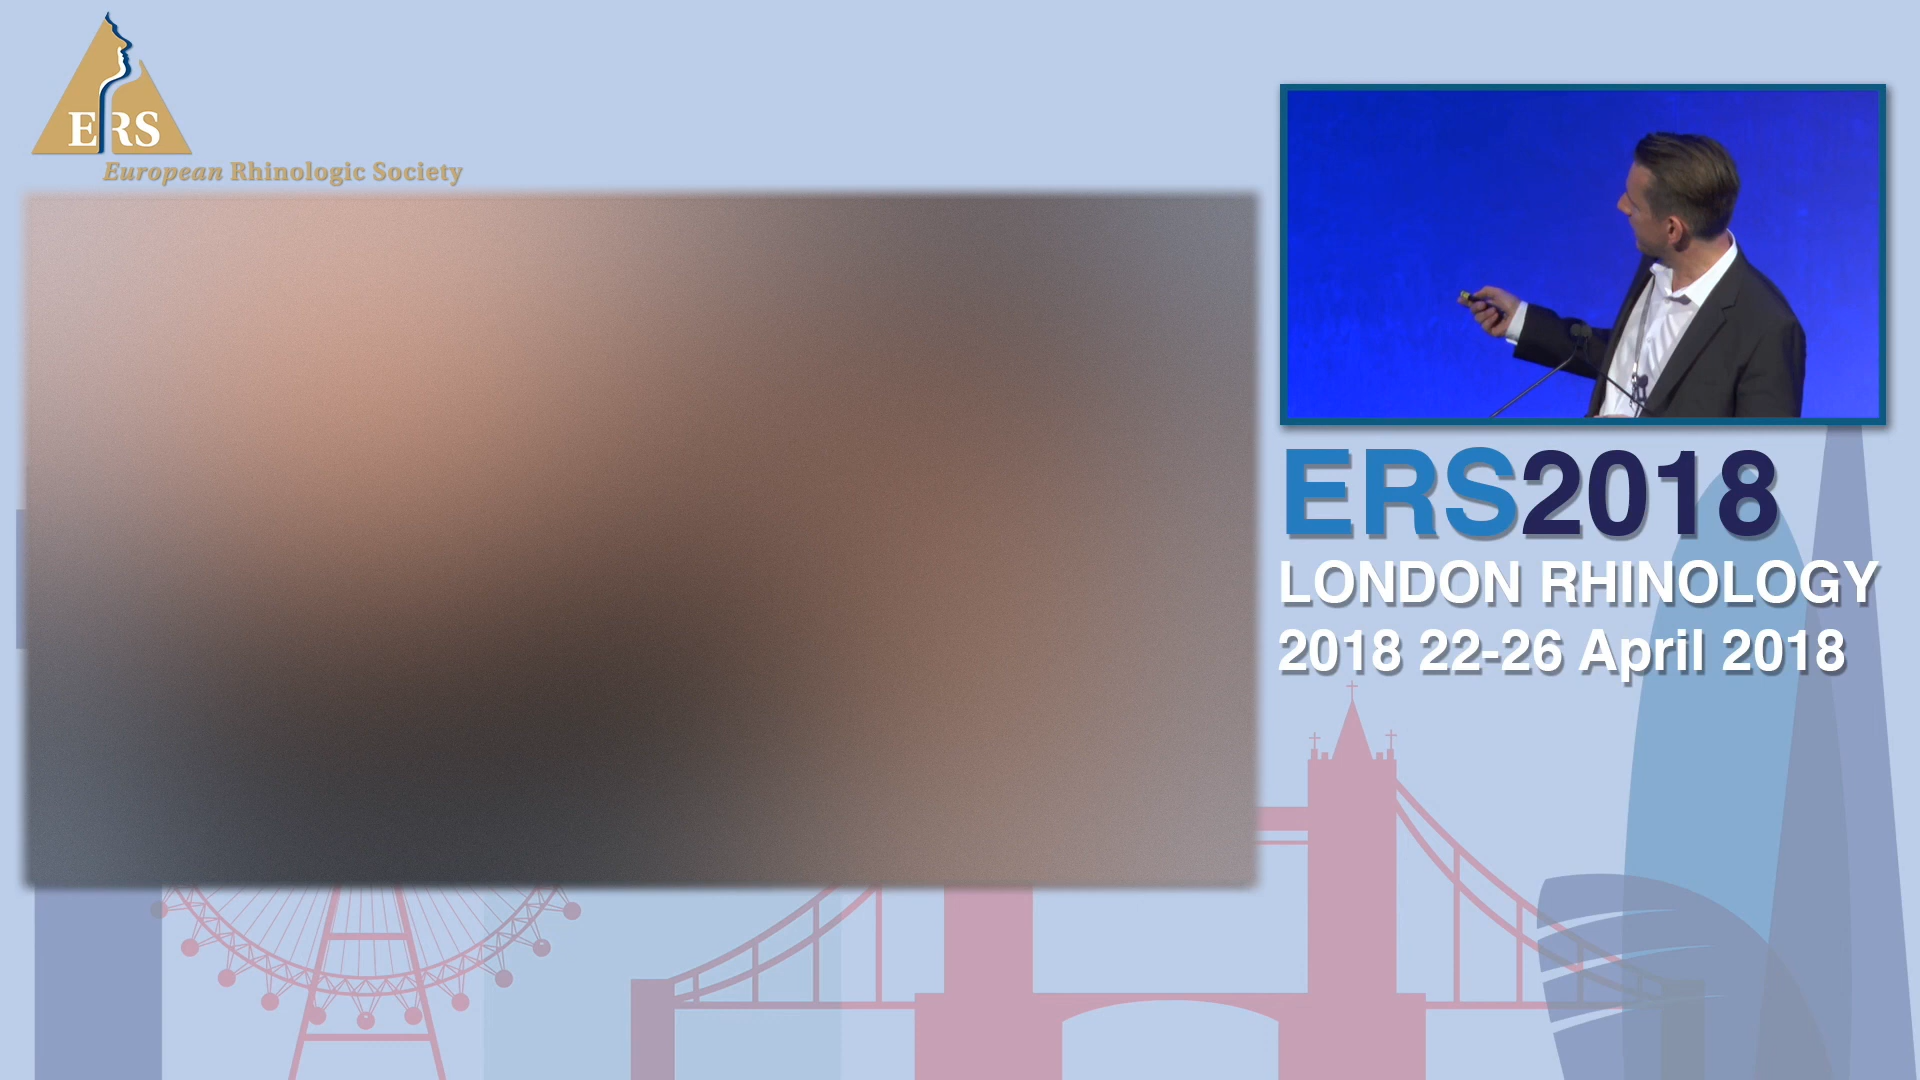 ERS
European Rhinologic Society
ERS2018
LONDON RHINOLOGY
2018 22-26 April 2018